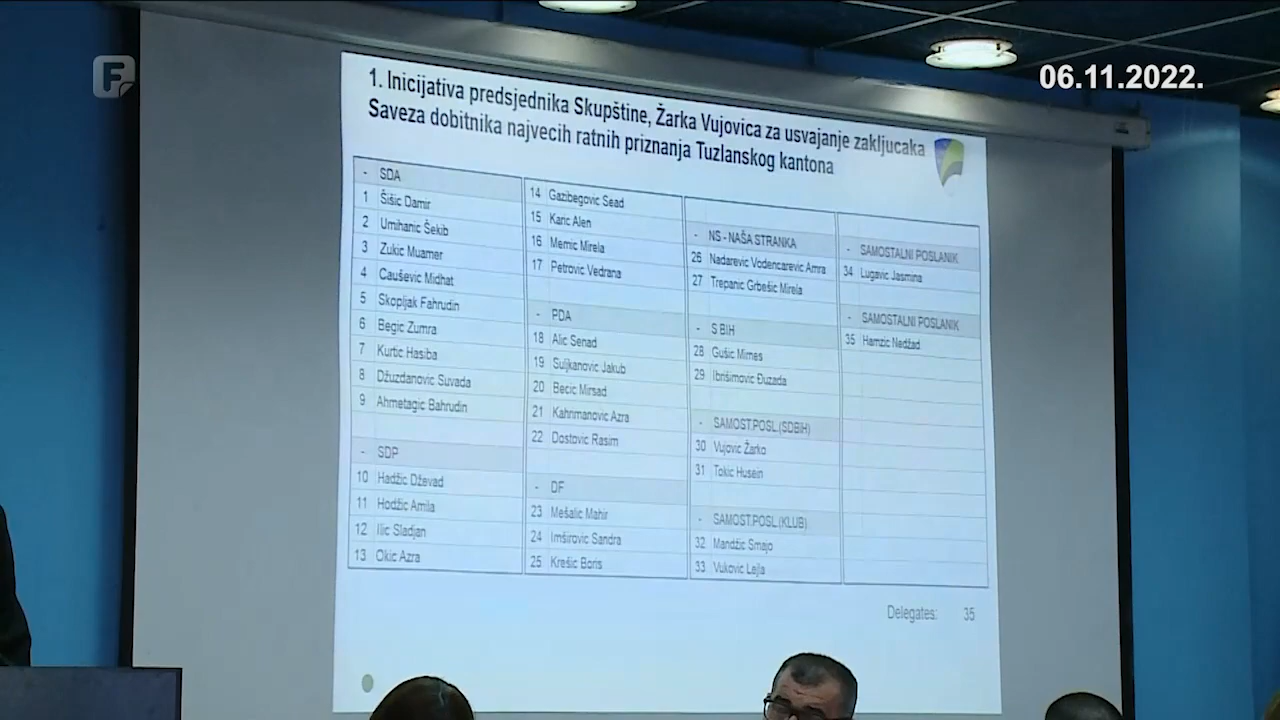 F
06.11.2022.
1. Inicijativa predsjednika Skupštine, Žarka Vujovica za usvajanje zakljucaka
Saveza dobitnika najvecih ratnih priznanja Tuzlanskog kantona
- SDA
1 Šišic Damir
2 Umihanic Šekib
3 Zukic Muamer
4 Cauševic Midhat
5 Skopljak Fahrudin
6 Begic Zumra
7 Kurtic Hasiba
8 Džuzdanovic Suvada
9 Ahmetagic Bahrudin
- SDP
10 Hadžic Dževad
11 Hodžic Amila
12 Ilic Sladjan
13 Okic Azra
14 Gazibegovic Sead
15 Karic Alen
16 Memic Mirela
17 Petrovic Vedrana
- PDA
18 Alic Senad
19 Suljkanovic Jakub
20 Becic Mirsad
21 Kahrimanovic Azra
22 Dostovic Rasim
- DF
23 Mešalic Mahir
24 Imširovic Sandra
25 Krešic Boris
- NS - NAŠA STRANKA
26 Nadarevic Vodencarevic Amra
27 Trepanic Grbešic Mirela
- S BIH
28 Gušic Mirnes
29 Ibrišimovic Đuzada
- SAMOST.POSL.(SDBIH)
30 Vujovic Žarko
31 Tokic Husein
- SAMOST.POSL.(KLUB)
32 Mandžic Smajo
33 Vukovic Lejla
- SAMOSTALNI POSLANIK
34 Lugavic Jasmina
- SAMOSTALNI POSLANIK
35 Hamzic Nedžad
Delegates: 35